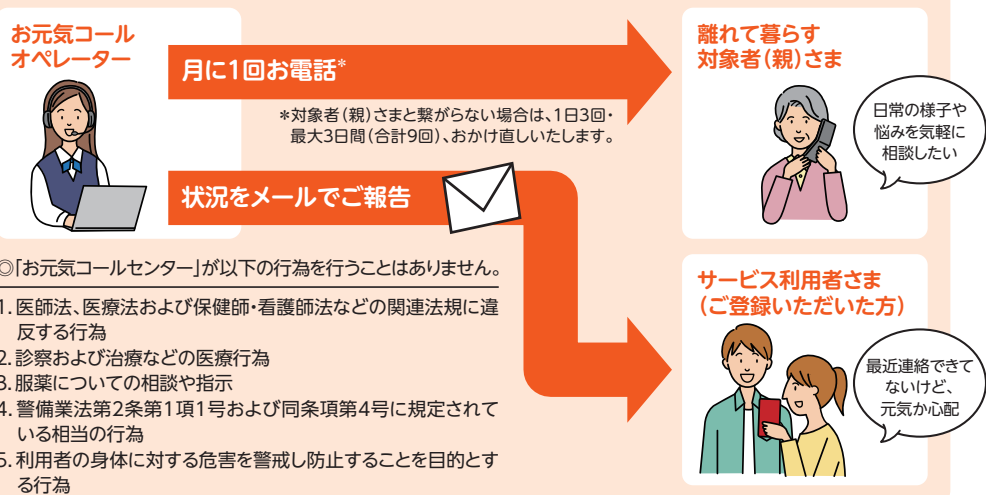 お元気コール
オペレーター
月に1回お電話*
*対象者(親)さまと繋がらない場合は、1日3回・
最大3日間(合計9回)、おかけ直しいたします。
離れて暮らす
対象者(親)さま
日常の様子や
悩みを気軽に
相談したい
状況をメールでご報告
サービス利用者さま
(ご登録いただいた方)
最近連絡できて
ないけど、
元気か心配
◎「お元気コールセンター」が以下の行為を行うことはありません。
1.医師法、医療法および保健師・看護師法などの関連法規に違
反する行為
2.診察および治療などの医療行為
3.服薬についての相談や指示
4.警備業法第2条第1項1号および同条項第4号に規定されて
いる相当の行為
5.利用者の身体に対する危害を警戒し防止することを目的とす
る行為